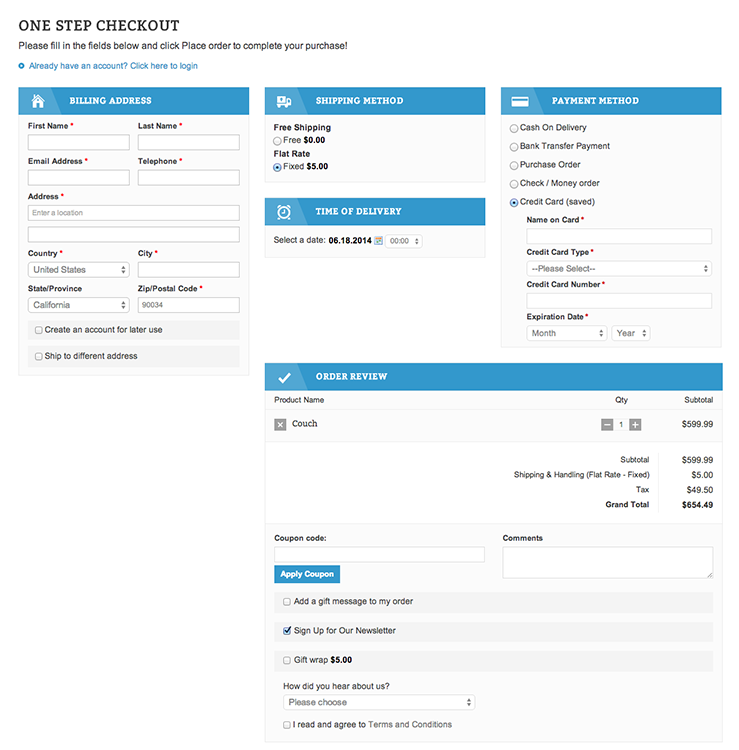 ONE STEP CHECKOUT
Please fill in the fields below and click Place order to complete your purchase!
Already have an account? Click here to login
BILLING ADDRESS
First Name *
Last Name *
Email Address *
Telephone *
Address *
Enter a location
Country *
City *
United States
State/Province
Zip/Postal Code *
California
90034
Create an account for later use
Ship to different address
SHIPPING METHOD
Free Shipping
Free $0.00
Flat Rate
Fixed $5.00
TIME OF DELIVERY
Select a date: 06.18.2014 00:00
PAYMENT METHOD
Cash On Delivery
Bank Transfer Payment
Purchase Order
Check / Money order
Credit Card (saved)
Name on Card *
Credit Card Type *
--Please Select--
Credit Card Number *
Expiration Date *
Month
Year
ORDER REVIEW
Product Name Qty Subtotal
Couch 1 $599.99
Subtotal $599.99
Shipping & Handling (Flat Rate - Fixed) $5.00
Tax $49.50
Grand Total $654.49
Coupon code:
Apply Coupon
Comments
Add a gift message to my order
Sign Up for Our Newsletter
Gift wrap $5.00
How did you hear about us?
Please choose
I read and agree to Terms and Conditions